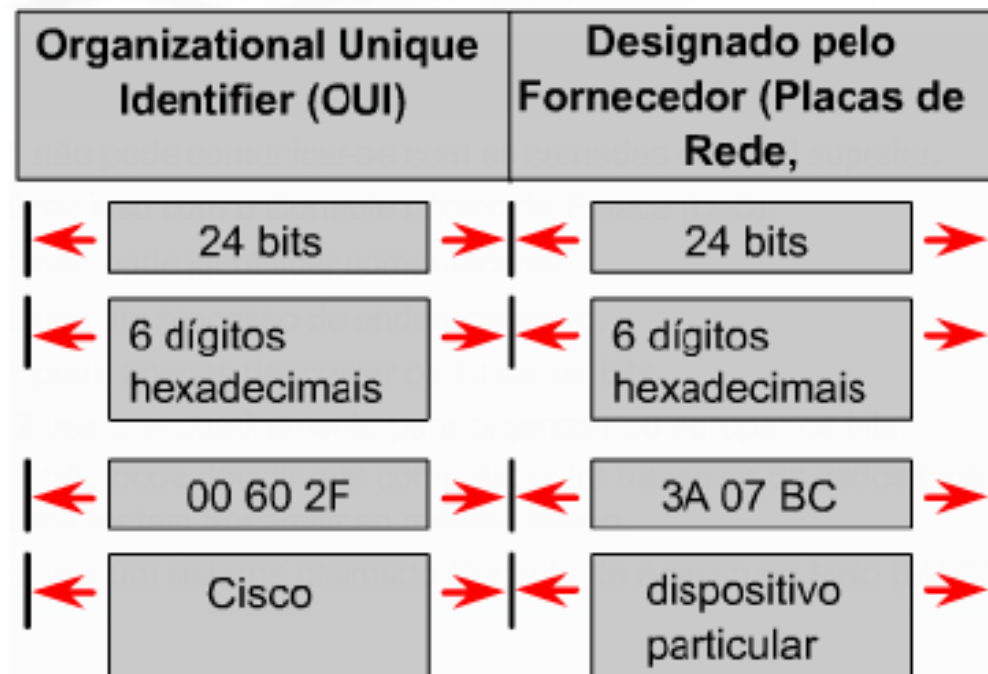 Organizational Unique
Identifier (OUI)
Designado pelo
Fornecedor (Placas de
Rede,
24 bits
24 bits
6 dígitos
hexadecimais
6 dígitos
hexadecimais
00 60 2F
3A 07 BC
Cisco
dispositivo
particular